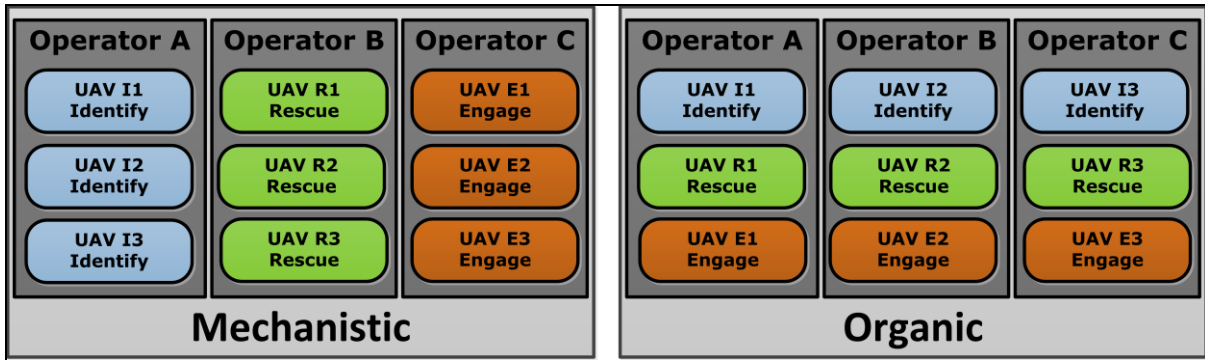 Operator A
UAV I1
Identify
UAV I2
Identify
UAV I3
Identify
Operator B
UAV R1
Rescue
UAV R2
Rescue
UAV R3
Rescue
Operator C
UAV E1
Engage
UAV E2
Engage
UAV E3
Engage
Mechanistic
Operator A
UAV I1
Identify
UAV R1
Rescue
UAV E1
Engage
Operator B
UAV I2
Identify
UAV R2
Rescue
UAV E2
Engage
Operator C
UAV I3
Identify
UAV R3
Rescue
UAV E3
Engage
Organic